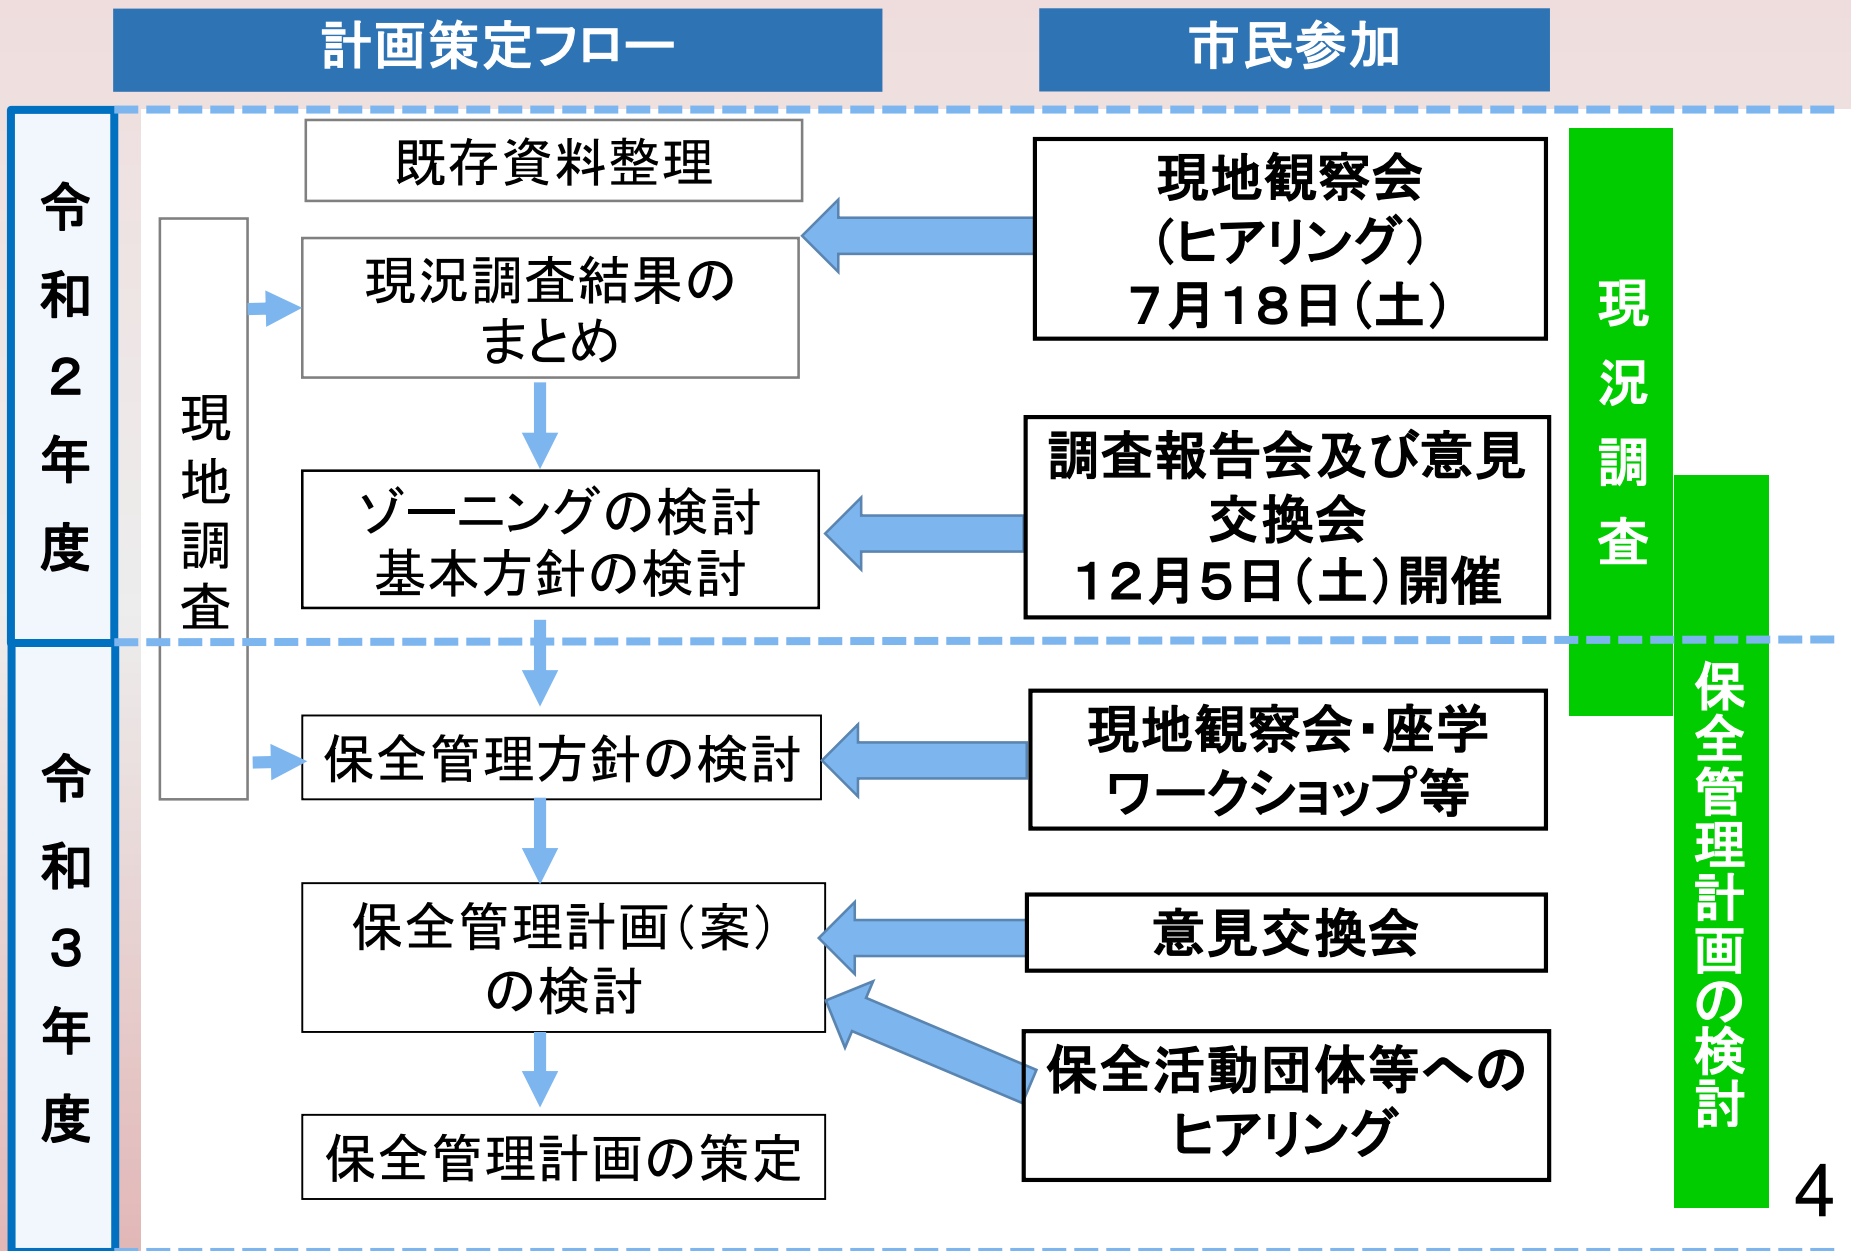 計画策定フロー
市民参加
令和２年度
既存資料整理
現地調査
現況調査結果の
まとめ
ゾーニングの検討
基本方針の検討
現地観察会
（ヒアリング）
７月１８日（土）
調査報告会及び意見
交換会
１２月５日（土）開催
現況調査
令和３年度
保全管理方針の検討
保全管理計画（案）
の検討
保全管理計画の策定
現地観察会・座学
ワークショップ等
意見交換会
保全活動団体等への
ヒアリング
保全管理計画の検討
4